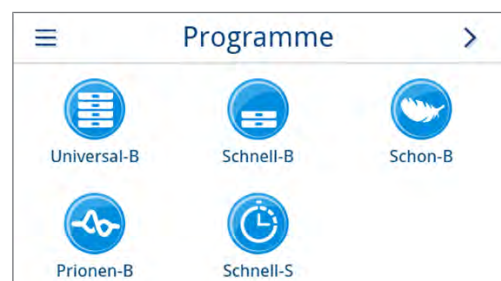 Programme
Universal-B
Schnell-B
Schon-B
Prionen-B
Schnell-S